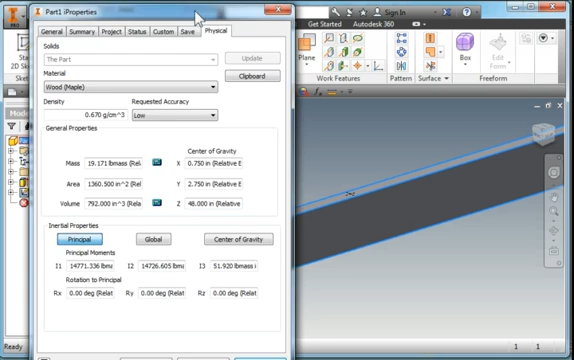 Part1 iProperties
Sign In
General Summary Project Status Custom Save Physical
Get Started Autodesk 360
Solids
The Part
Update
Material
Clipboard
Wood (Maple)
Density Requested Accuracy
0.670 g/cm^3 Low
General Properties
Center of Gravity
Mass 19.171 lbmass (Rel X 0.750 in (Relative E
Area 1360.500 in^2 (Rela Y 2.750 in (Relative
Volume 792.000 in^3 (Rela Z 48.000 in (Relative
Inertial Properties
Principal Global Center of Gravity
Principal Moments
I1 14771.336 lbma I2 14726.605 lbma I3 51.920 lbmass i
Rotation to Principal
Rx 0.00 deg (Relat Ry 0.00 deg (Relat Rz 0.00 deg (Relat
Plane
Box
Edit
Form
Work Features Pattern Surface Freeform
1 1